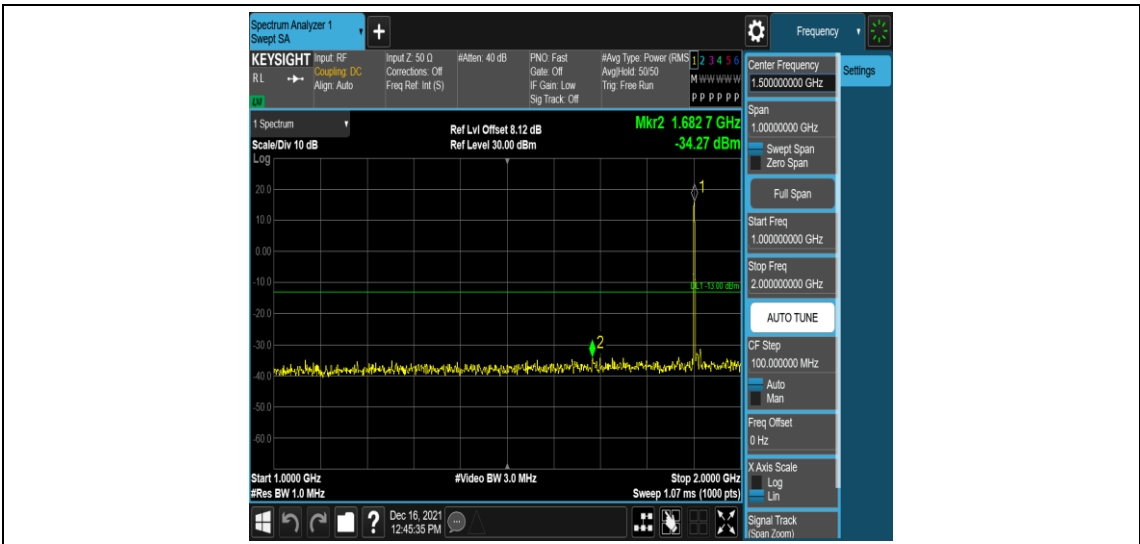 Spectrum Analyzer 1
Swept SA
+
Frequency
KEYSIGHT
RL
LXI
Input: RF
Coupling: DC
Align: Auto
Input Z: 50 Ω
Corrections: Off
Freq Ref: Int (S)
#Atten: 40 dB
PNO: Fast
Gate: Off
IF Gain: Low
Sig Track: Off
#Avg Type: Power (RMS
Avg|Hold: 50/50
Trig: Free Run
1 2 3 4 5 6
M W W W W W
P P P P P P
1 Spectrum
Scale/Div 10 dB
Log
Ref Lvl Offset 8.12 dB
Ref Level 30.00 dBm
Mkr2 1.682 7 GHz
-34.27 dBm
1
20.0
10.0
0.00
-10.0
DL1 -13.00 dBm
-20.0
-30.0
2
-40.0
-50.0
-60.0
Start 1.0000 GHz
#Video BW 3.0 MHz
Stop 2.0000 GHz
#Res BW 1.0 MHz
Sweep 1.07 ms (1000 pts)
?
Dec 16, 2021
12:45:35 PM
Center Frequency
1.500000000 GHz
Settings
Span
1.00000000 GHz
Swept Span
Zero Span
Full Span
Start Freq
1.000000000 GHz
Stop Freq
2.000000000 GHz
AUTO TUNE
CF Step
100.000000 MHz
Auto
Man
Freq Offset
0 Hz
X Axis Scale
Log
Lin
Signal Track
(Span Zoom)